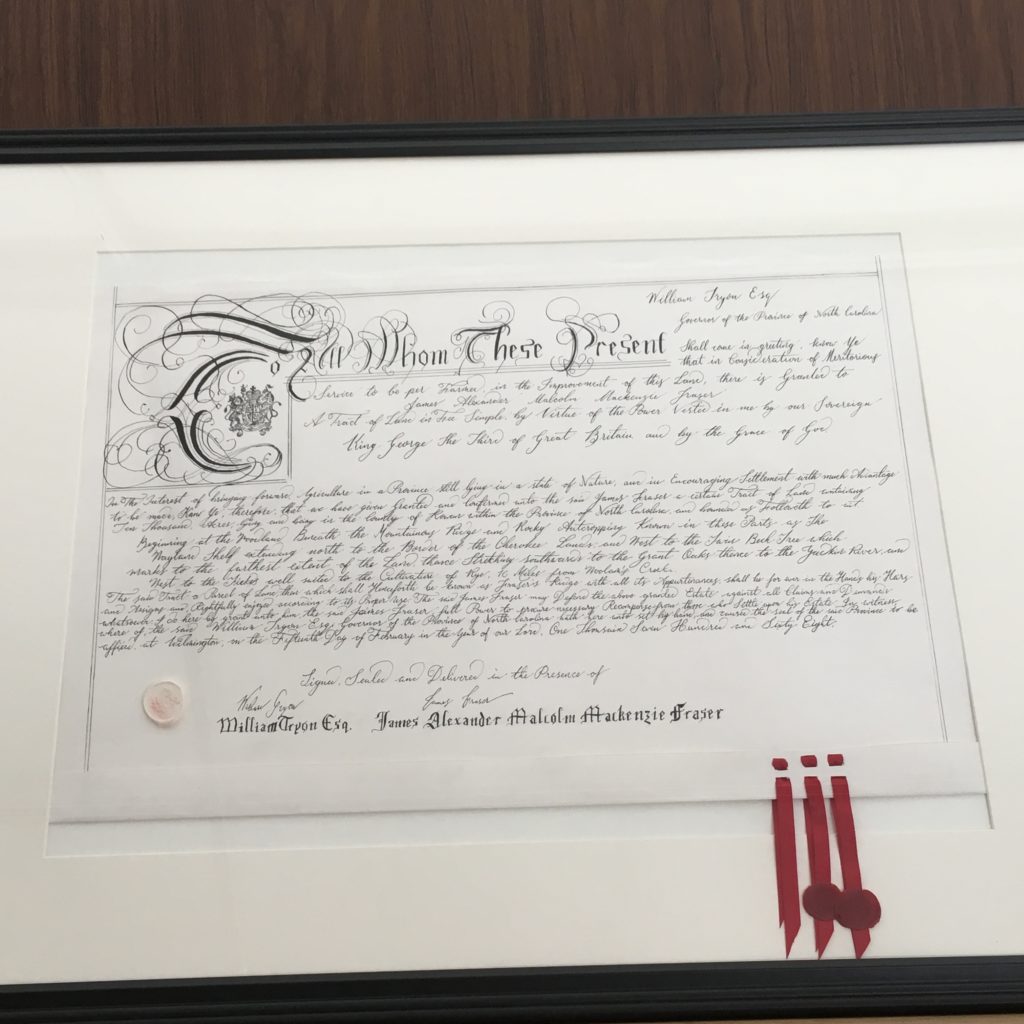 William Tryon Esq
Governor of the Province of North Carolina
To All Whom These Present
Shall come in greeting, know Ye
that in Consideration of Meritorious
Service to be per Farmed, in the Improvement of this Land, there is Granted to
James Alexander Malcolm Mackenzie Fraser
A Tract of Land in Fee Semple, by Virtue of the Power Vested in me by our Sovereign
King George the Third of Great Britain and by the Grace of God
In The Interest of bringing forward Agriculture in a Province still lying in a state of Nature, and in Encouraging Settlement with much Advantage
to be made, Know Ye therefore, that we have given Granted and Confirmed unto the said James Fraser a certain Tract of Land containing
Ten Thousand Acres lying and being in the County of Rowan within the Province of North Carolina and bounded as Followeth to wit
Beginning at the Woodland Beneath the Mountainous Ridge and Rocky Outcropping Known in these Parts as The
Shelf extending north to the Border of the Cherokee Lands and West to the Twin Beck Tree which
marks to the farthest extent of the Land, thence Stretching southwards to the Grant Oaks thence to the Yadkin River and
West to the Fields well suited to the Cultivation of Rye, Miles from Woolam's Creek.
The said Tract a Parcel of Land that which shall Henceforth be known as Fraser's Ridge with all its Appurtenances, shall be for ever in the Hands his Heirs
and Assigns and Rightfully enjoyed according to its Proper use The said James Fraser may Defend the above granted Estate against all Claims and Demands
whatsoever I do here by grant unto him the said James Fraser full Power to procure necessary Recompense from those who Settle upon his Estate In witness
where of the said William Tryon Esq Governor of the Province of North Carolina hath here unto set his hand and caused the seal of the said Province to be
affixed, at Wilmington, on the Fifteenth Day of February in the Year of our Lord, One Thousand Seven Hundred and Sixty Eight.
Signed, Sealed and Delivered in the Presence of
William Tryon James Fraser
William Tryon Esq. James Alexander Malcolm Mackenzie Fraser